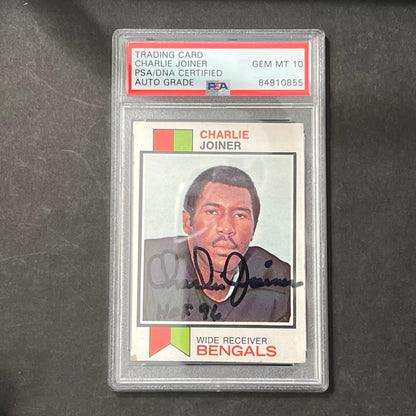 TRADING CARD
CHARLIE JOINER
PSA/DNA CERTIFIED
AUTO GRADE
GEM MT 10
PSA
84910855
CHARLIE
JOINER
Charlie Joiner
HOF 96
WIDE RECEIVER
BENGALS